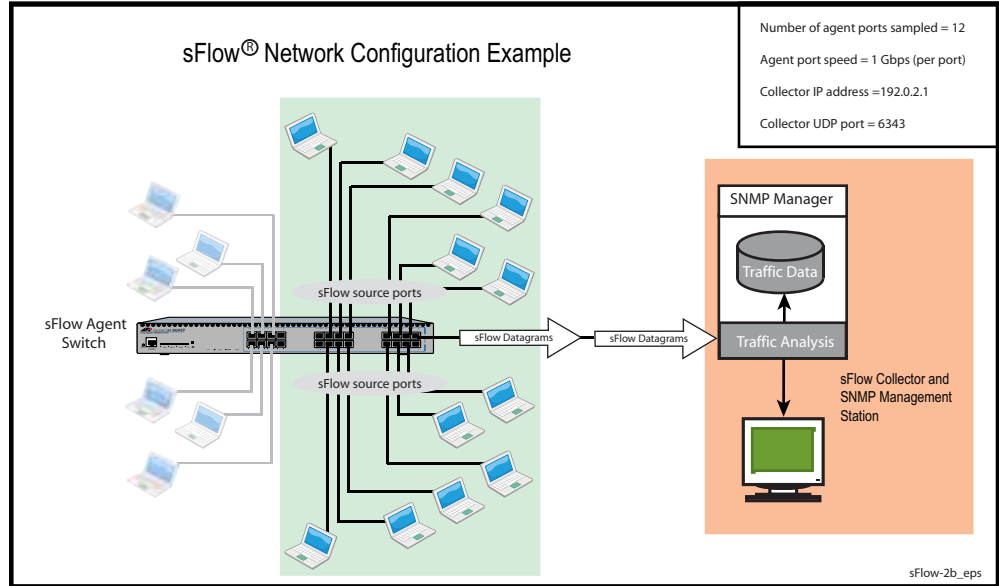 sFlow® Network Configuration Example
Number of agent ports sampled = 12
Agent port speed = 1 Gbps (per port)
Collector IP address =192.0.2.1
Collector UDP port = 6343
SNMP Manager
Traffic Data
sFlow source ports
sFlow Agent
Switch
sFlow Datagrams
sFlow Datagrams
Traffic Analysis
sFlow source ports
sFlow Collector and
SNMP Management
Station
sFlow-2b_eps